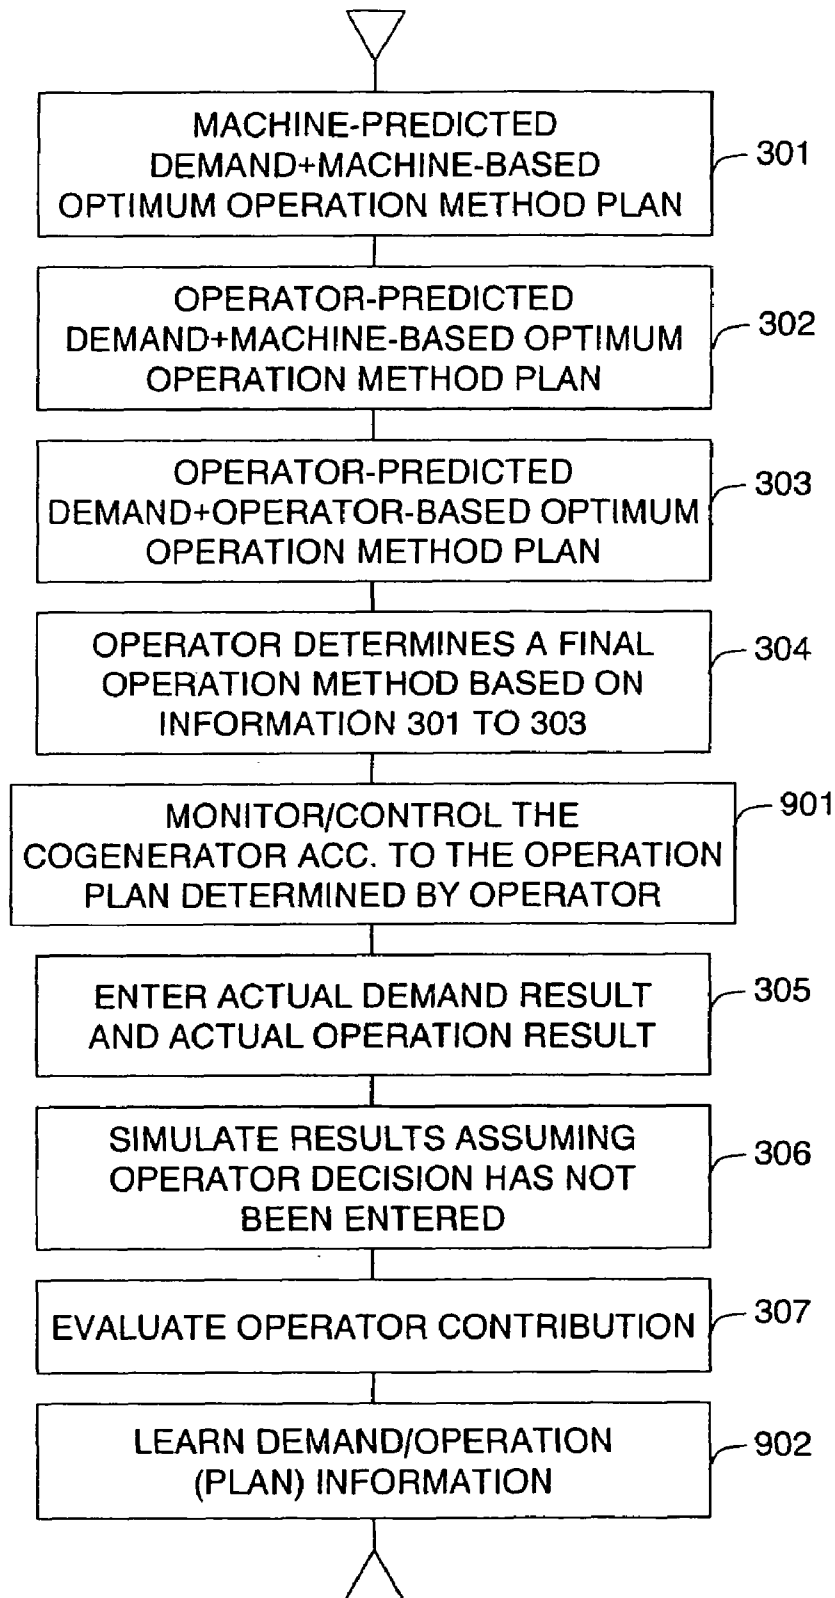 MACHINE-PREDICTED
DEMAND+MACHINE-BASED
OPTIMUM OPERATION METHOD PLAN
301
OPERATOR-PREDICTED
DEMAND+MACHINE-BASED OPTIMUM
OPERATION METHOD PLAN
302
OPERATOR-PREDICTED
DEMAND+OPERATOR-BASED OPTIMUM
OPERATION METHOD PLAN
303
OPERATOR DETERMINES A FINAL
OPERATION METHOD BASED ON
INFORMATION 301 TO 303
304
MONITOR/CONTROL THE
COGENERATOR ACC. TO THE OPERATION
PLAN DETERMINED BY OPERATOR
901
ENTER ACTUAL DEMAND RESULT
AND ACTUAL OPERATION RESULT
305
SIMULATE RESULTS ASSUMING
OPERATOR DECISION HAS NOT
BEEN ENTERED
306
EVALUATE OPERATOR CONTRIBUTION
307
LEARN DEMAND/OPERATION
(PLAN) INFORMATION
902